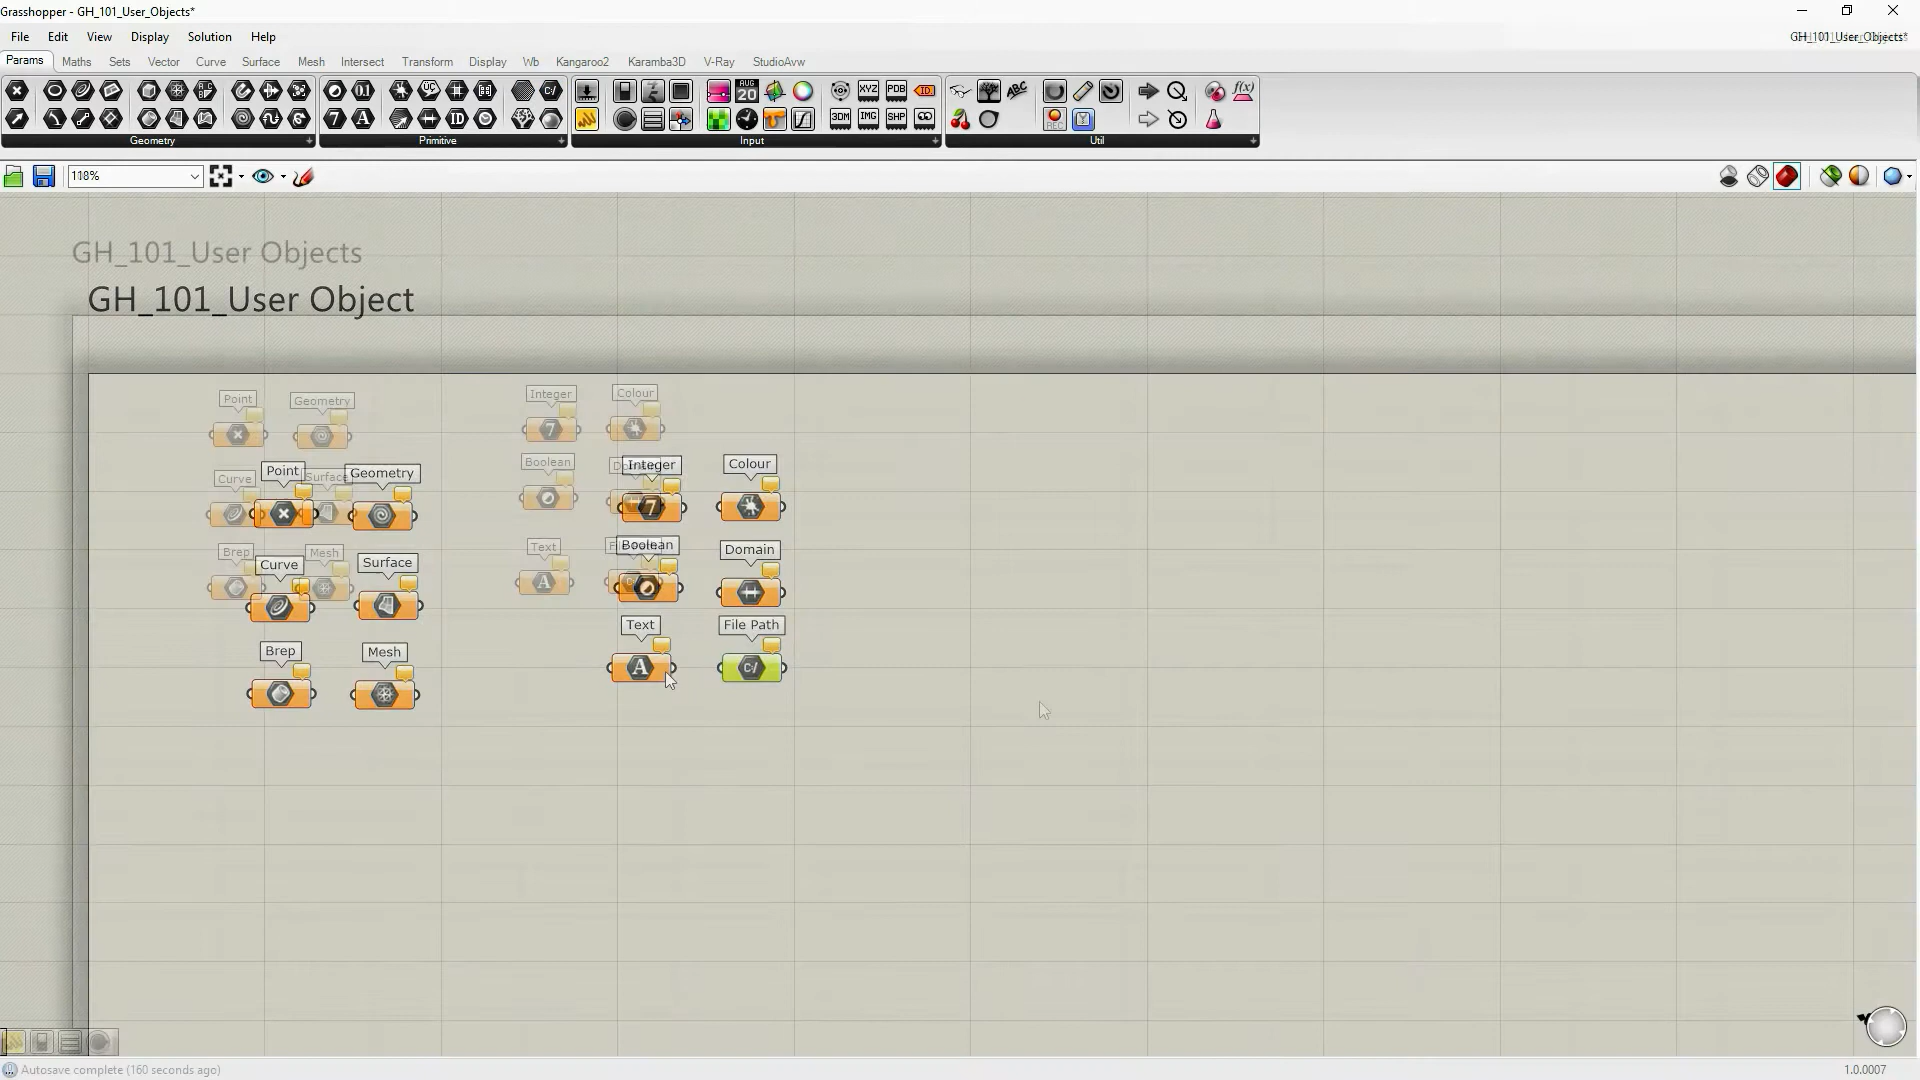 Grasshopper - GH_101_User_Objects*
File Edit View Display Solution Help
GH_101_User_Objects*
Params Maths Sets Vector Curve Surface Mesh Intersect Transform Display Wb Kangaroo2 Karamba3D V-Ray StudioAvw
Geometry Primitive Input Util
118%
GH_101_User Objects
GH_101_User Object
Point Geometry Integer Colour
Curve Surface Boolean
Point Geometry Integer Colour
Brep Mesh Text
Curve Surface Boolean Domain
Brep Mesh Text File Path
Autosave complete (160 seconds ago)
1.0.0007